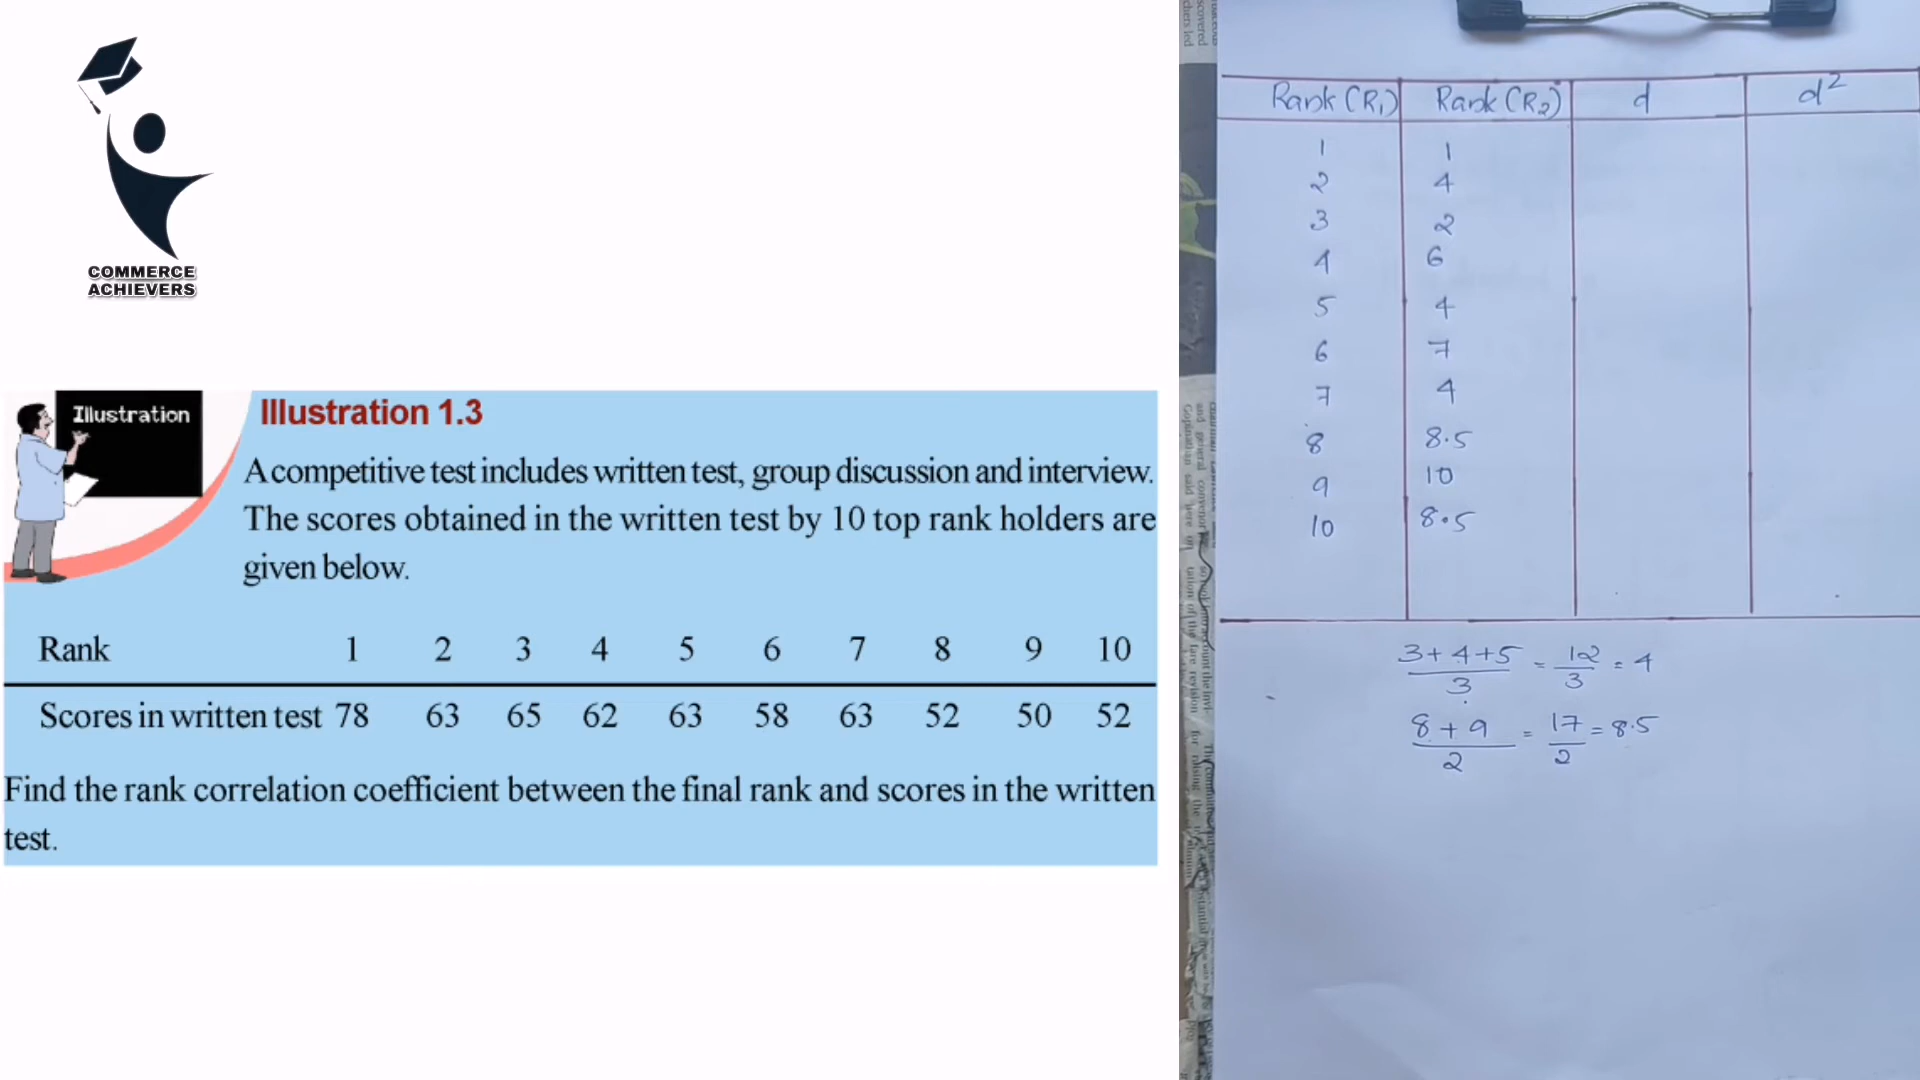 COMMERCE
ACHIEVERS
Illustration
Illustration 1.3
A competitive test includes written test, group discussion and interview.
The scores obtained in the written test by 10 top rank holders are
given below.
Rank 1 2 3 4 5 6 7 8 9 10
Scores in written test 78 63 65 62 63 58 63 52 50 52
Find the rank correlation coefficient between the final rank and scores in the written
test.
Rank (R₁) Rank (R₂) d d²
1 1
2 4
3 2
4 6
5 4
6 7
7 4
8 8.5
9 10
10 8.5
3+4+5/3 = 12/3 = 4
8+9/2 = 17/2 = 8.5